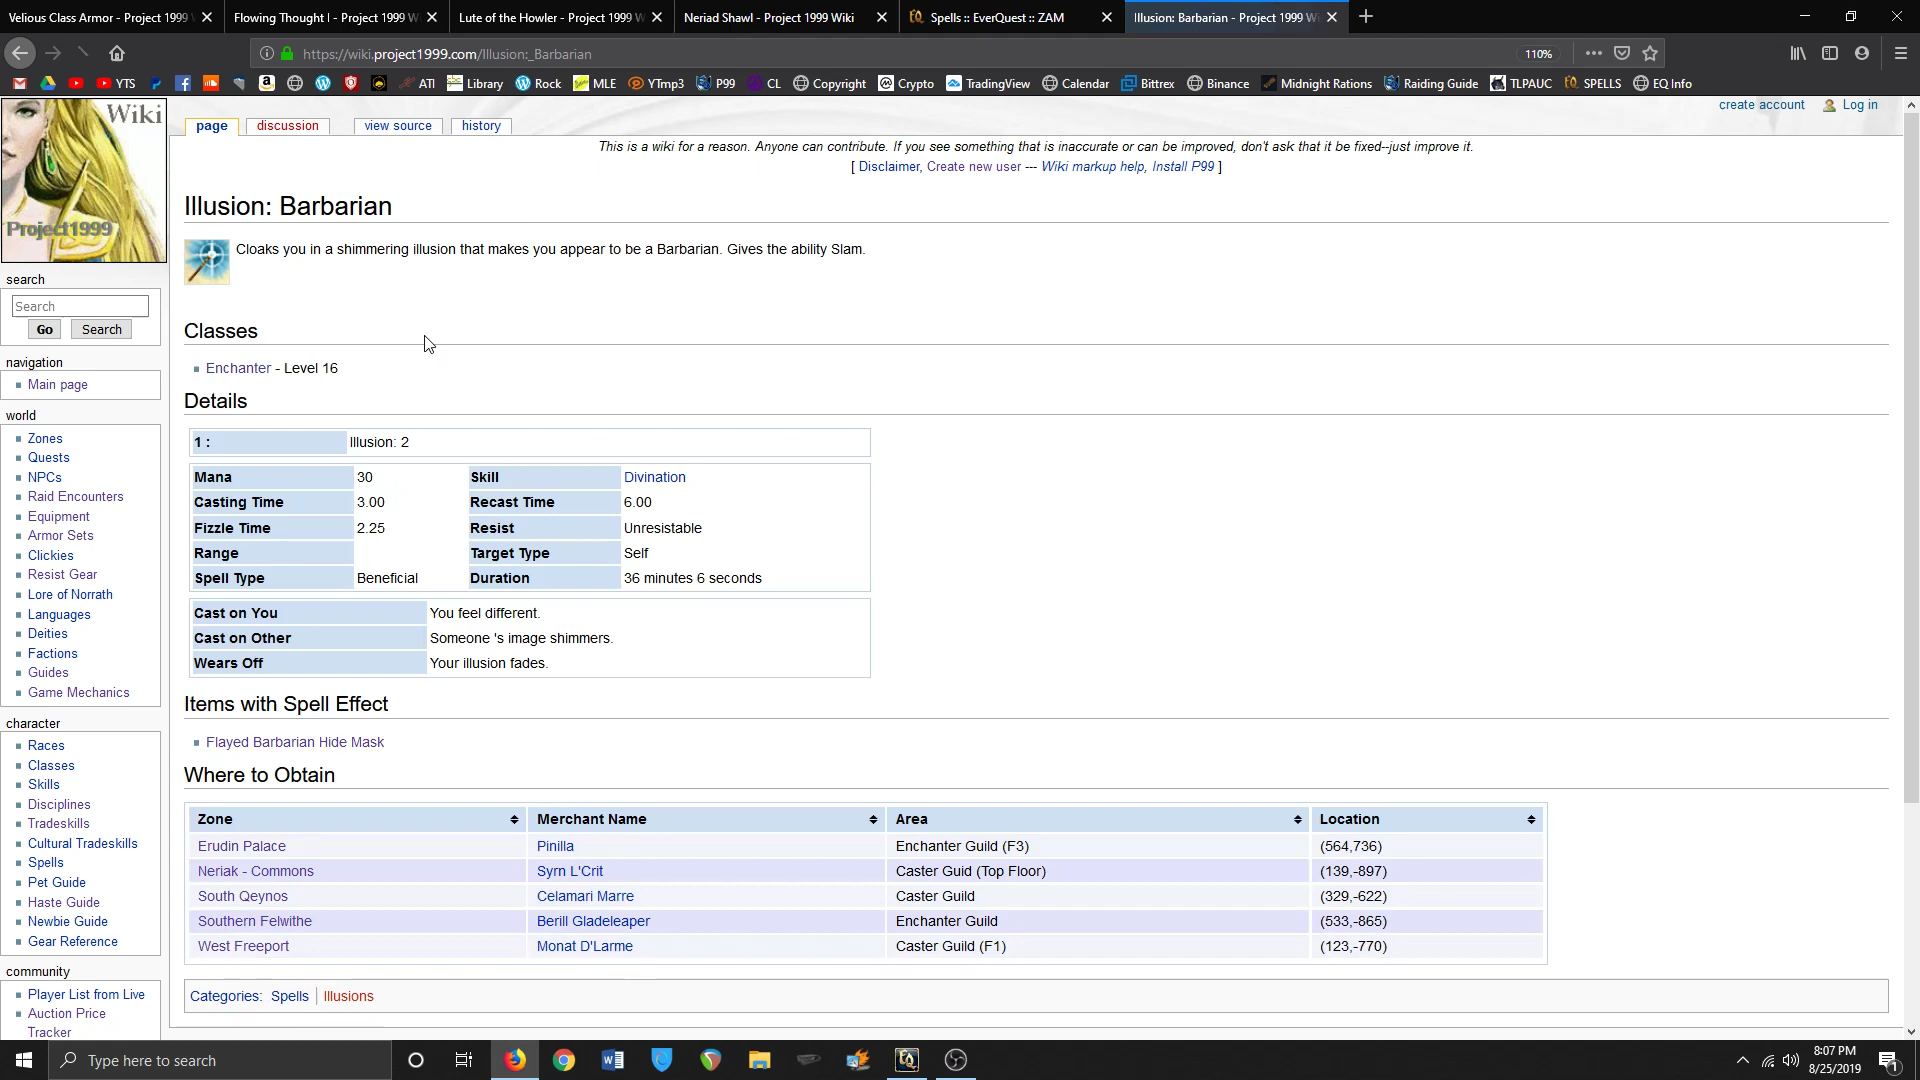 Velious Class Armor - Project 1999
Flowing Thought I - Project 1999 W
Lute of the Howler - Project 1999 W
Neriad Shawl - Project 1999 Wiki
Spells :: EverQuest :: ZAM
Illusion: Barbarian - Project 1999 Wi
https://wiki.project1999.com/Illusion:_Barbarian
110%
YTS
ATI
Library
Rock
MLE
YTmp3
P99
CL
Copyright
Crypto
TradingView
Calendar
Bittrex
Binance
Midnight Rations
Raiding Guide
TLPAUC
SPELLS
EQ Info
Wiki
Project1999
create account
Log in
page
discussion
view source
history
This is a wiki for a reason. Anyone can contribute. If you see something that is inaccurate or can be improved, don't ask that it be fixed--just improve it.
[ Disclaimer, Create new user --- Wiki markup help, Install P99 ]
Illusion: Barbarian
Cloaks you in a shimmering illusion that makes you appear to be a Barbarian. Gives the ability Slam.
Classes
Enchanter - Level 16
Details
1 : Illusion: 2
Mana 30 Skill Divination
Casting Time 3.00 Recast Time 6.00
Fizzle Time 2.25 Resist Unresistable
Range Target Type Self
Spell Type Beneficial Duration 36 minutes 6 seconds
Cast on You You feel different.
Cast on Other Someone 's image shimmers.
Wears Off Your illusion fades.
Items with Spell Effect
Flayed Barbarian Hide Mask
Where to Obtain
Zone Merchant Name Area Location
Erudin Palace Pinilla Enchanter Guild (F3) (564,736)
Neriak - Commons Syrn L'Crit Caster Guid (Top Floor) (139,-897)
South Qeynos Celamari Marre Caster Guild (329,-622)
Southern Felwithe Berill Gladeleaper Enchanter Guild (533,-865)
West Freeport Monat D'Larme Caster Guild (F1) (123,-770)
Categories: Spells | Illusions
search
Search
Go
Search
navigation
Main page
world
Zones
Quests
NPCs
Raid Encounters
Equipment
Armor Sets
Clickies
Resist Gear
Lore of Norrath
Languages
Deities
Factions
Guides
Game Mechanics
character
Races
Classes
Skills
Disciplines
Tradeskills
Cultural Tradeskills
Spells
Pet Guide
Haste Guide
Newbie Guide
Gear Reference
community
Player List from Live
Auction Price
Tracker
Type here to search
8:07 PM
8/25/2019
1